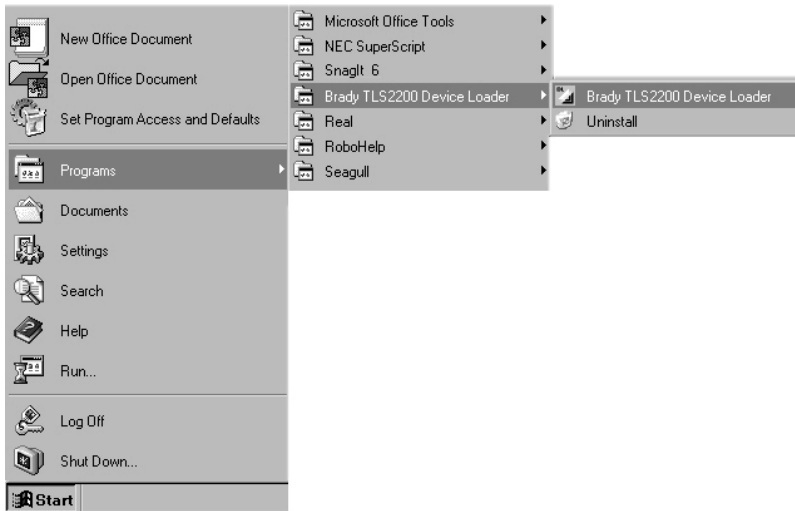 New Office Document
Open Office Document
Set Program Access and Defaults
Programs
Documents
Settings
Search
Help
Run...
Log Off
Shut Down...
Start
Microsoft Office Tools
NEC SuperScript
SnagIt 6
Brady TLS2200 Device Loader
Real
RoboHelp
Seagull
Brady TLS2200 Device Loader
Uninstall